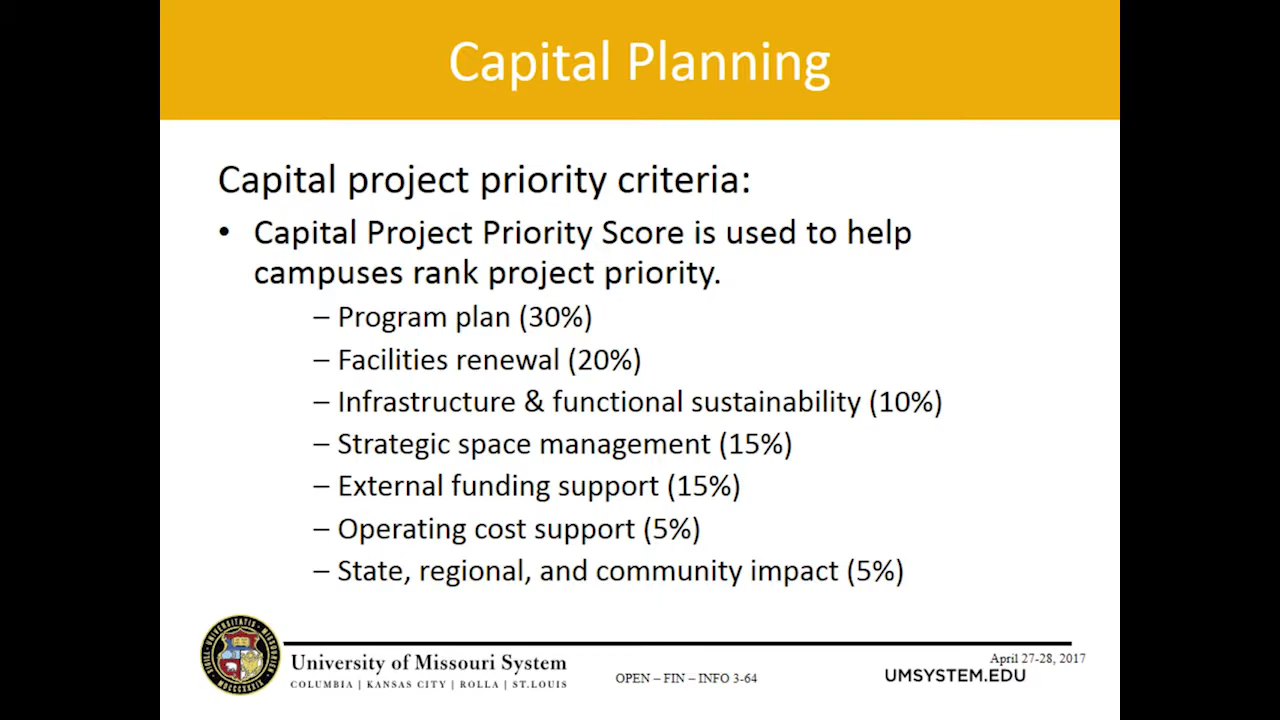 Capital Planning
Capital project priority criteria:
• Capital Project Priority Score is used to help
campuses rank project priority.
– Program plan (30%)
– Facilities renewal (20%)
– Infrastructure & functional sustainability (10%)
– Strategic space management (15%)
– External funding support (15%)
– Operating cost support (5%)
– State, regional, and community impact (5%)
University of Missouri System
COLUMBIA | KANSAS CITY | ROLLA | ST.LOUIS
OPEN – FIN – INFO 3-64
April 27-28, 2017
UMSYSTEM.EDU